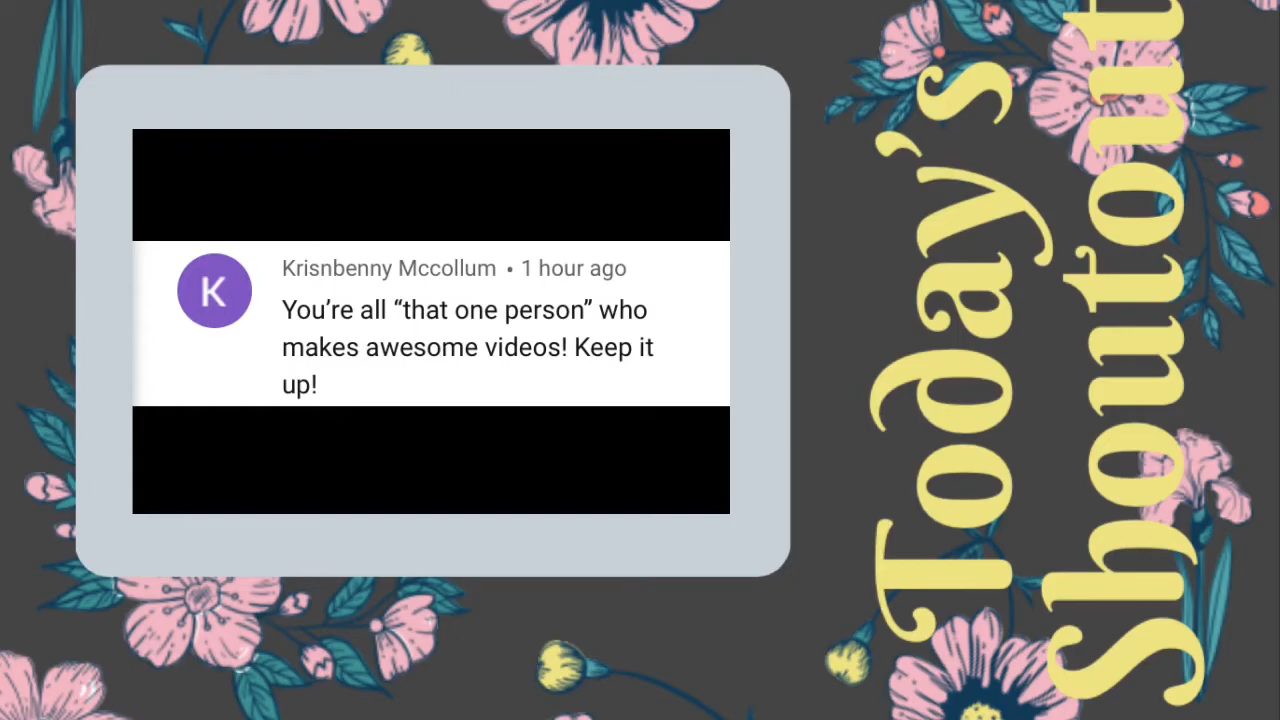 Krisnbenny Mccollum • 1 hour ago
You’re all “that one person” who
makes awesome videos! Keep it
up!
K
Today’s
Shoutout